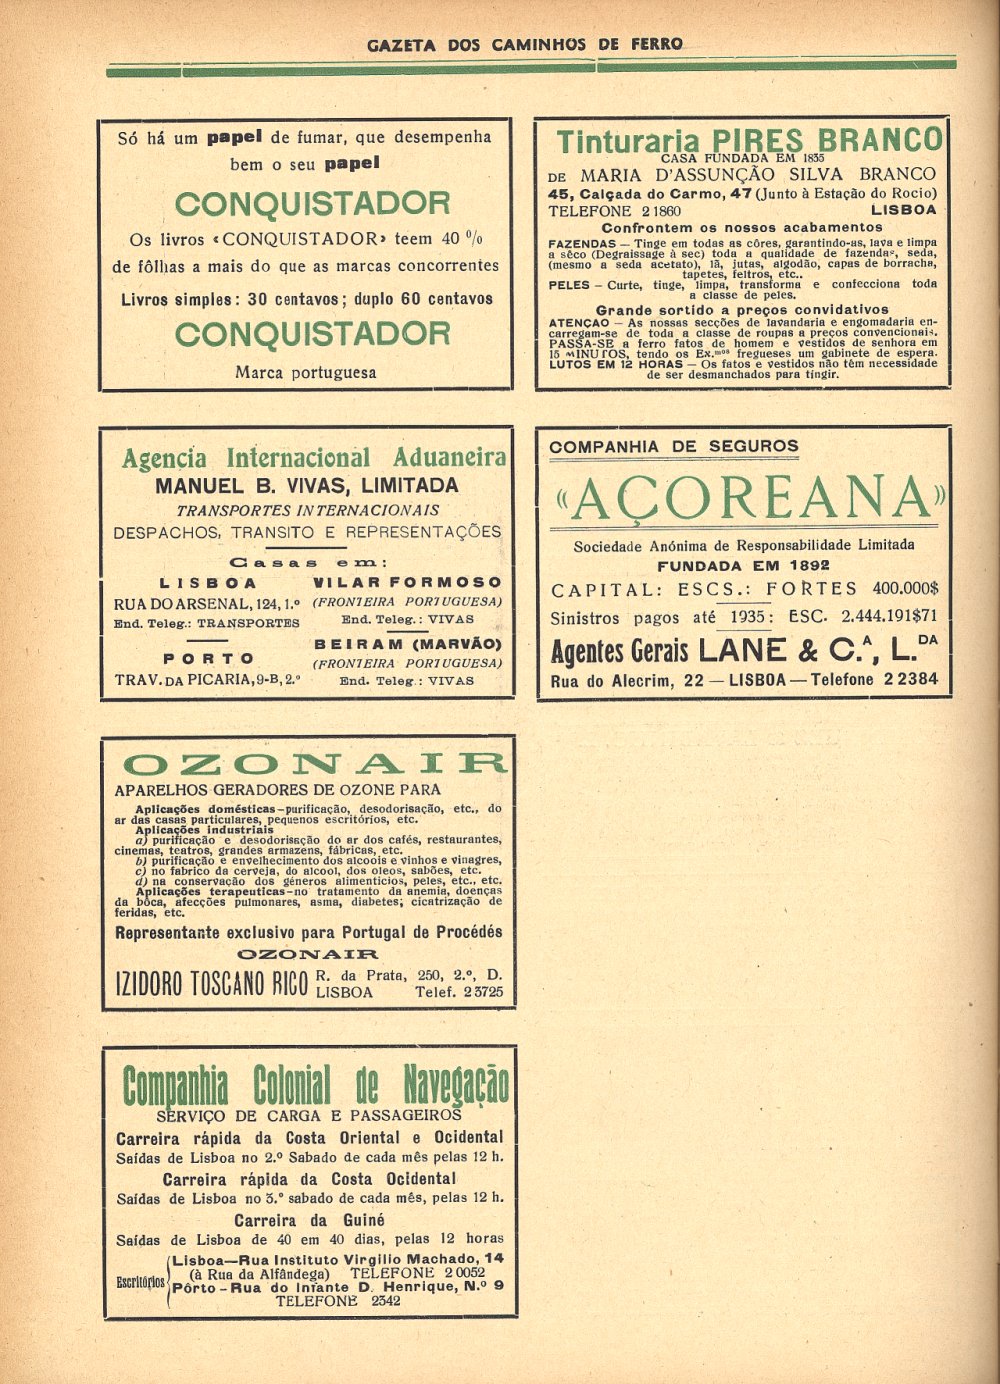 GAZETA DOS CAMINHOS DE FERRO
Só há um papel de fumar, que desempenha
bem o seu papel
CONQUISTADOR
Os livros «CONQUISTADOR» teem 40 %
de fôlhas a mais do que as marcas concorrentes
Livros simples: 30 centavos; duplo 60 centavos
CONQUISTADOR
Marca portuguesa
Tinturaria PIRES BRANCO
CASA FUNDADA EM 1835
DE MARIA D'ASSUNÇÃO SILVA BRANCO
45, Calçada do Carmo, 47 (Junto à Estação do Rocio)
TELEFONE 2 1860 LISBOA
Confrontem os nossos acabamentos
FAZENDAS — Tinge em todas as côres, garantindo-as, lava e limpa
a sêco (Degraissage à sec) toda a qualidade de fazendas, seda,
(mesmo a seda acetato), lã, jutas, algodão, capas de borracha,
tapetes, feltros, etc..
PELES — Curte, tinge, limpa, transforma e confecciona toda
a classe de peles.
Grande sortido a preços convidativos
ATENÇAO — As nossas secções de lavandaria e engomadaria en-
carregam-se de toda a classe de roupas a preços convencionais.
PASSA-SE a ferro fatos de homem e vestidos de senhora em
15 MINUTOS, tendo os Ex.mos fregueses um gabinete de espera.
LUTOS EM 12 HORAS — Os fatos e vestidos não têm necessidade
de ser desmanchados para tingir.
Agencia Internacional Aduaneira
MANUEL B. VIVAS, LIMITADA
TRANSPORTES INTERNACIONAIS
DESPACHOS, TRANSITO E REPRESENTAÇÕES
Casas em:
LISBOA
RUA DO ARSENAL, 124, 1.º
End. Teleg.: TRANSPORTES
PORTO
TRAV. DA PICARIA, 9-B, 2.º
VILAR FORMOSO
(FRONTEIRA PORTUGUESA)
End. Teleg.: VIVAS
BEIRAM (MARVÃO)
(FRONTEIRA PORTUGUESA)
End. Teleg.: VIVAS
COMPANHIA DE SEGUROS
«AÇOREANA»
Sociedade Anónima de Responsabilidade Limitada
FUNDADA EM 1892
CAPITAL: ESCS.: FORTES 400.000$
Sinistros pagos até 1935: ESC. 2.444.191$71
Agentes Gerais LANE & C.A, L.DA
Rua do Alecrim, 22 — LISBOA — Telefone 2 2384
OZONAIR
APARELHOS GERADORES DE OZONE PARA
Aplicações domésticas—purificação, desodorisação, etc., do
ar das casas particulares, pequenos escritórios, etc.
Aplicações industriais
a) purificação e desodorisação do ar dos cafés, restaurantes,
cinemas, teatros, grandes armazens, fábricas, etc.
b) purificação e envelhecimento dos alcoois e vinhos e vinagres,
c) no fabrico da cerveja, do alcool, dos oleos, sabões, etc.
d) na conservação dos géneros alimenticios, peles, etc., etc.
Aplicações terapeuticas—no tratamento da anemia, doenças
da bôca, afecções pulmonares, asma, diabetes; cicatrização de
feridas, etc.
Representante exclusivo para Portugal de Procédés
OZONAIR
IZIDORO TOSCANO RICO R. da Prata, 250, 2.º, D.
LISBOA Telef. 2 3725
Companhia Colonial de Navegação
SERVIÇO DE CARGA E PASSAGEIROS
Carreira rápida da Costa Oriental e Ocidental
Saídas de Lisboa no 2.º Sabado de cada mês pelas 12 h.
Carreira rápida da Costa Ocidental
Saídas de Lisboa no 3.º sabado de cada mês, pelas 12 h.
Carreira da Guiné
Saídas de Lisboa de 40 em 40 dias, pelas 12 horas
Escritórios
Lisboa—Rua Instituto Virgilio Machado, 14
(à Rua da Alfândega) TELEFONE 2 0052
Pôrto - Rua do Infante D. Henrique, N.º 9
TELEFONE 2342